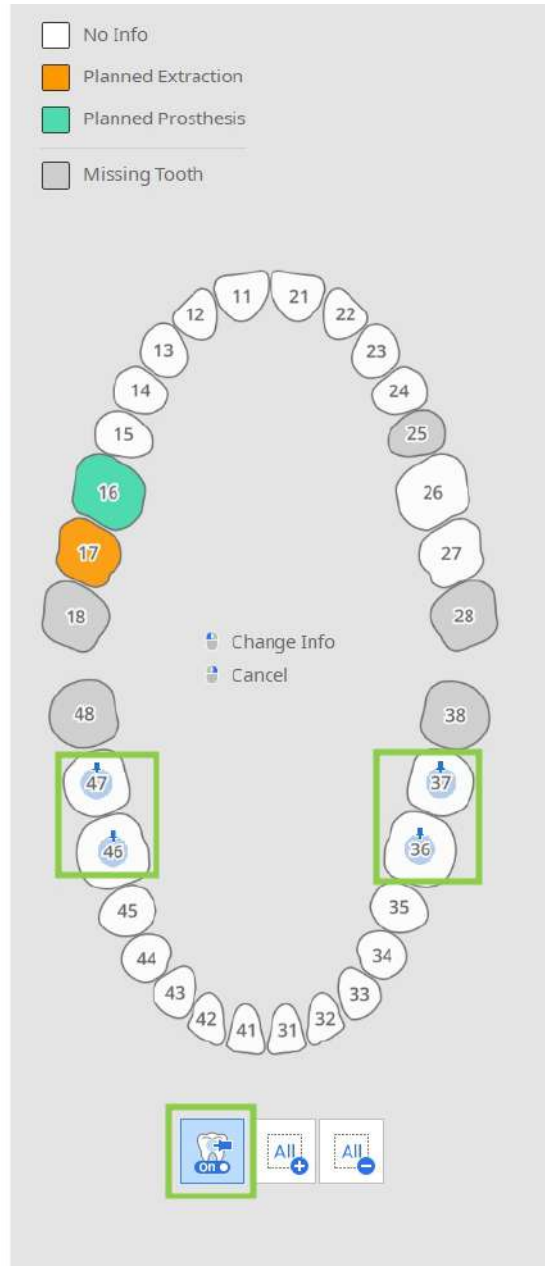 No Info
Planned Extraction
Planned Prosthesis
Missing Tooth
11 21
12 22
13 23
14 24
15 25
16 26
17 27
18 28
Change Info
Cancel
48 38
47 37
46 36
45 35
44 34
43 33
42 41 31 32
On All All